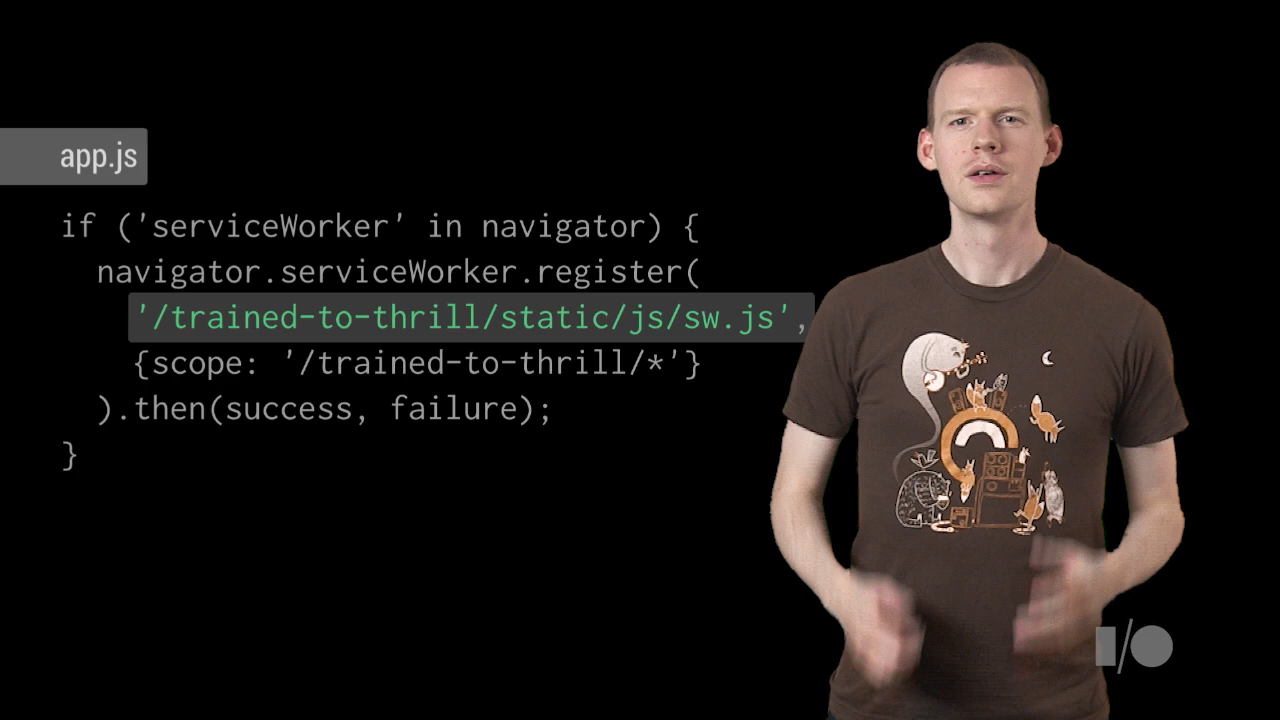 app.js
if ('serviceWorker' in navigator) {
  navigator.serviceWorker.register(
    '/trained-to-thrill/static/js/sw.js',
    {scope: '/trained-to-thrill/*'}
  ).then(success, failure);
}
I/O